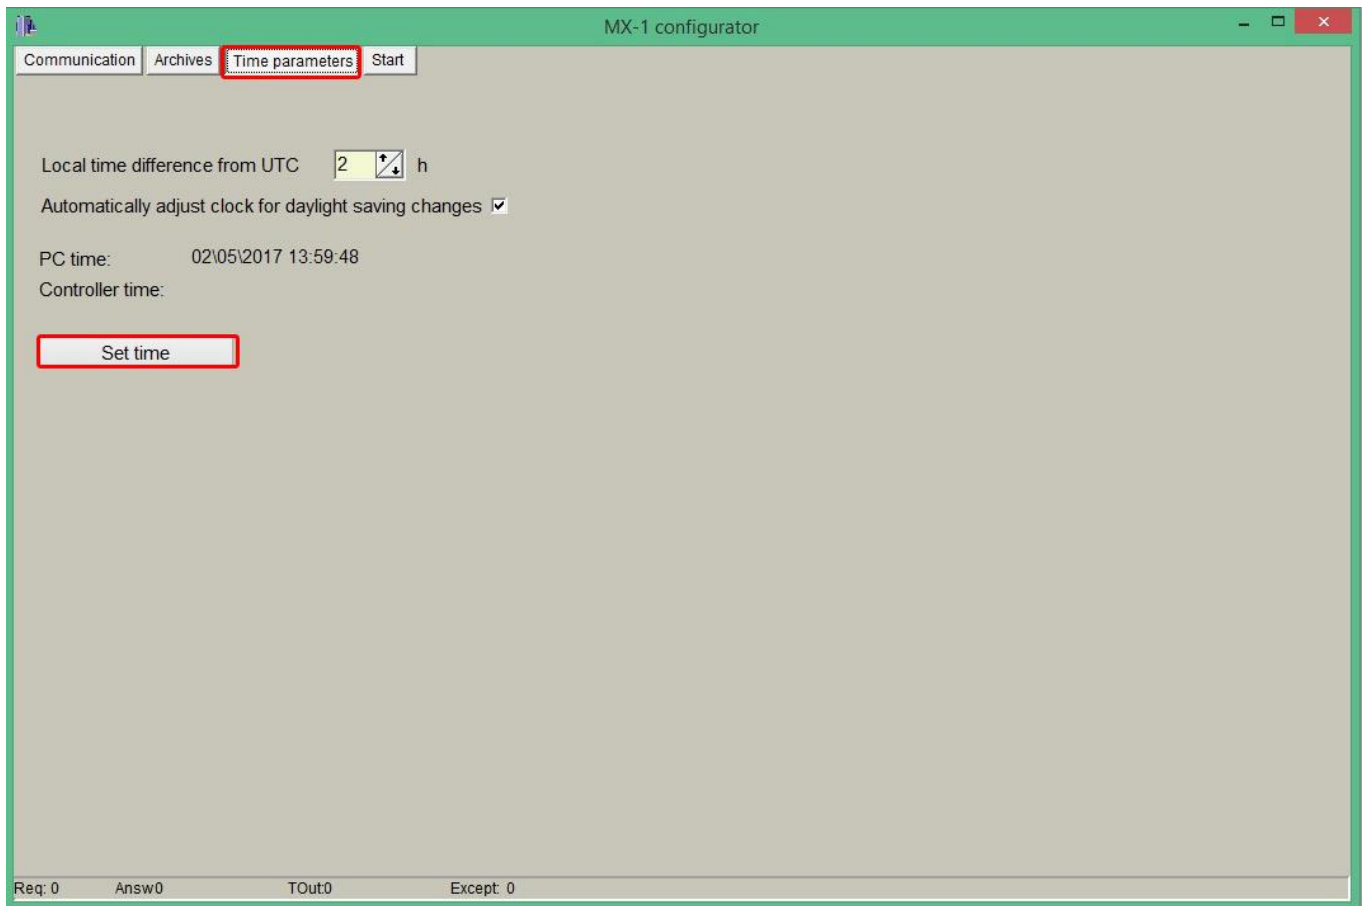 MX-1 configurator
Communication Archives Time parameters Start
Local time difference from UTC 2 h
Automatically adjust clock for daylight saving changes
PC time: 02\05\2017 13:59:48
Controller time:
Set time
Req: 0 Answ0 TOut:0 Except: 0